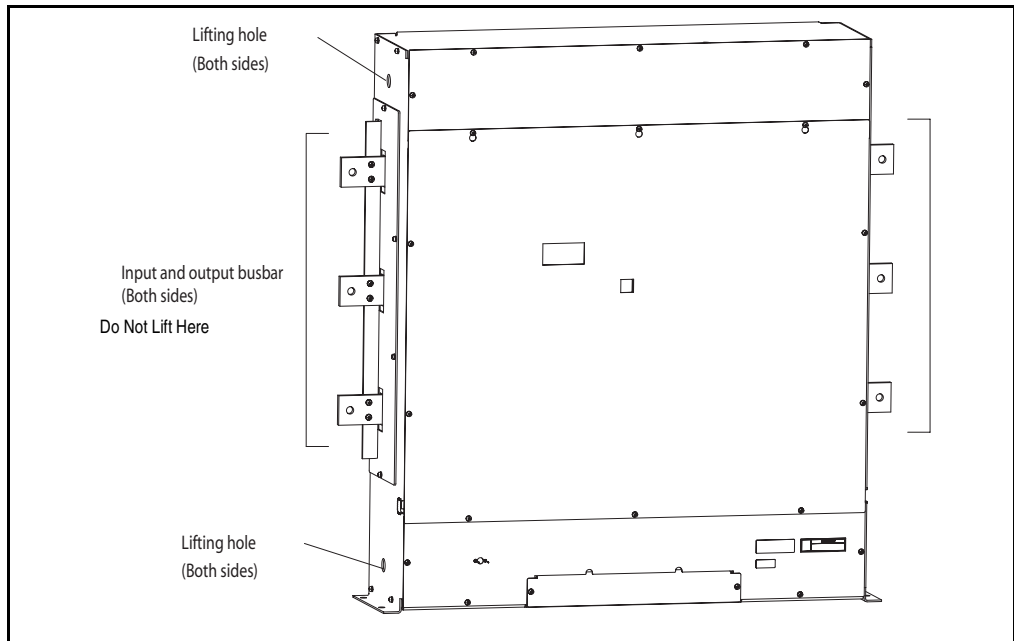 Lifting hole
(Both sides)
Input and output busbar
(Both sides)
Do Not Lift Here
Lifting hole
(Both sides)